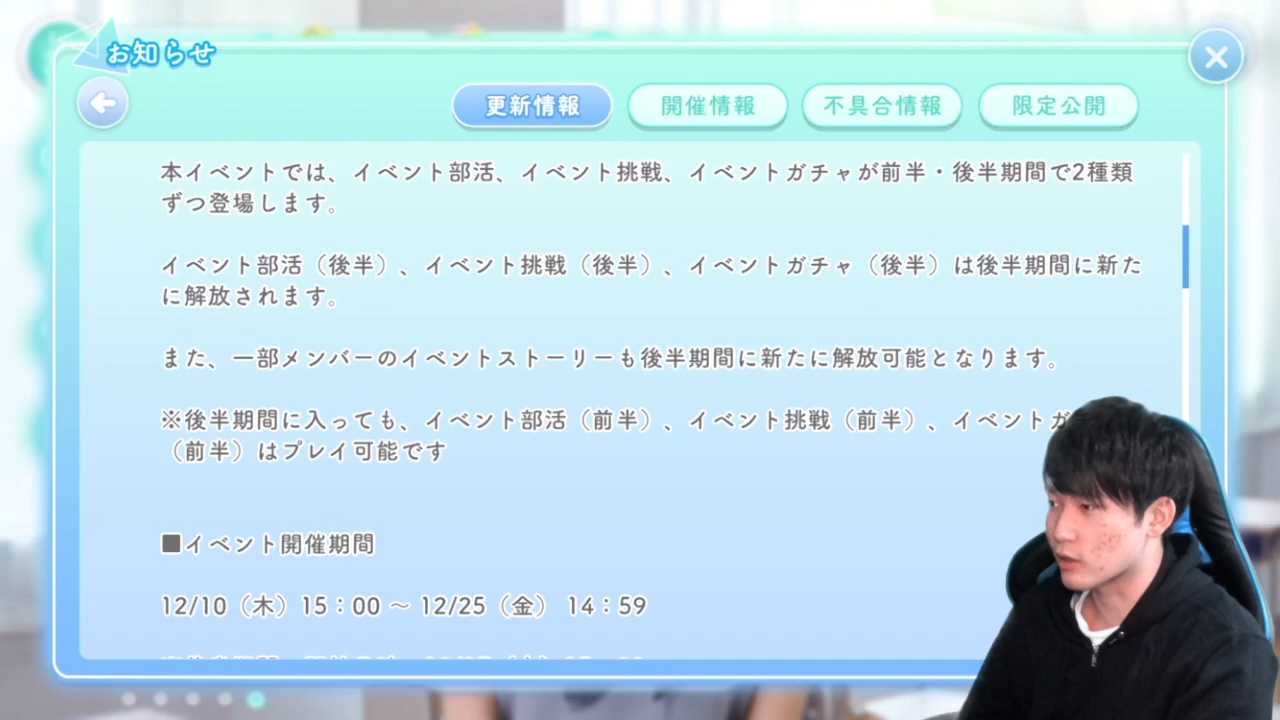 お知らせ
更新情報
開催情報
不具合情報
限定公開
本イベントでは、イベント部活、イベント挑戦、イベントガチャが前半・後半期間で2種類
ずつ登場します。
イベント部活（後半）、イベント挑戦（後半）、イベントガチャ（後半）は後半期間に新た
に解放されます。
また、一部メンバーのイベントストーリーも後半期間に新たに解放可能となります。
※後半期間に入っても、イベント部活（前半）、イベント挑戦（前半）、イベントガ
（前半）はプレイ可能です
■イベント開催期間
12/10（木）15：00 ～ 12/25（金） 14：59